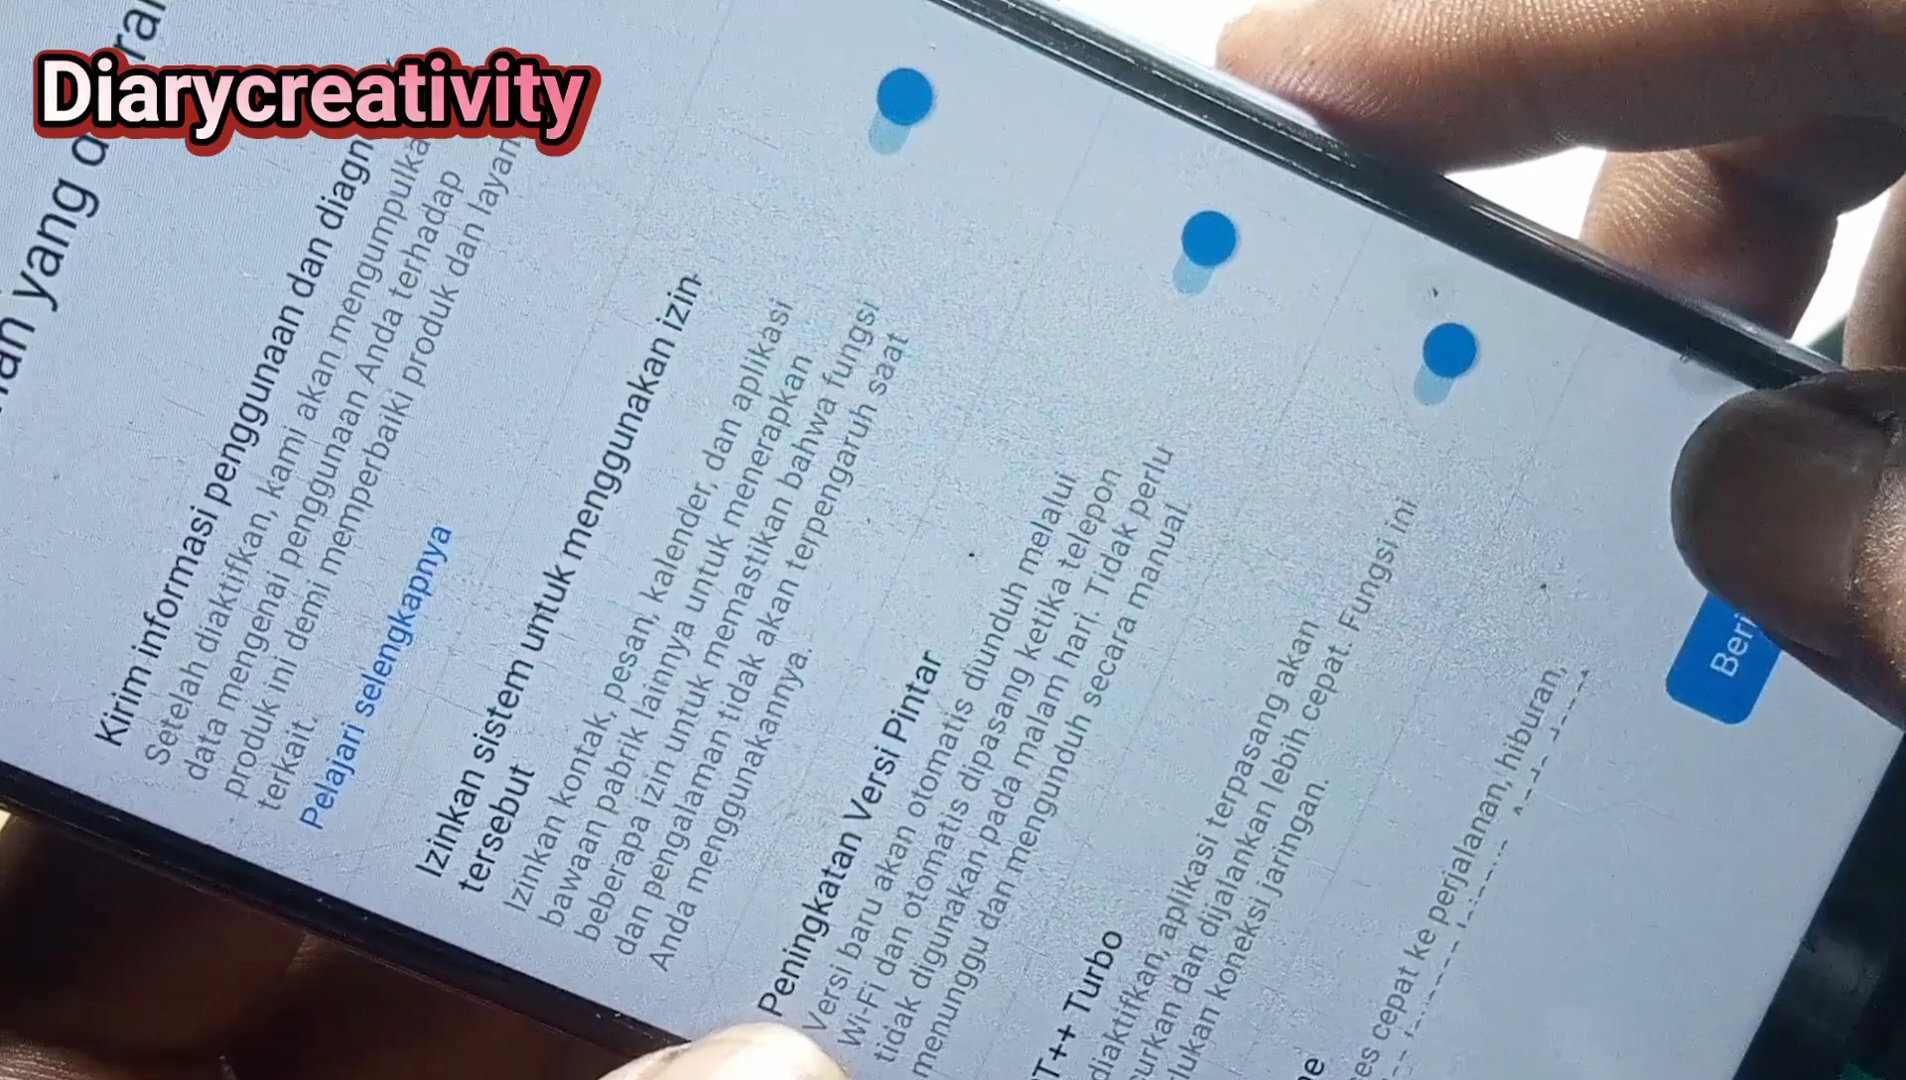 Diarycreativity
yang
Kirim informasi penggunaan dan
Setelah diaktifkan, kami akan mengumpulkan
data mengenai penggunaan Anda terhadap
produk ini demi memperbaiki produk dan
terkait.
Pelajari selengkapnya
Izinkan sistem untuk menggunakan izin-
tersebut
Izinkan kontak, pesan, kalender, dan aplikasi
bawaan pabrik lainnya untuk menerapkan
beberapa izin untuk memastikan bahwa fungsi
dan pengalaman tidak akan terpengaruh saat
Anda menggunakannya.
Peningkatan Versi Pintar
Versi baru akan otomatis diunduh melalui
Wi-Fi dan otomatis dipasang ketika telepon
tidak digunakan pada malam hari. Tidak perlu
menunggu dan mengunduh secara manual.
T++ Turbo
diaktifkan, aplikasi terpasang akan
dan dijalankan lebih cepat. Fungsi ini
koneksi jaringan.
cepat ke perjalanan, hiburan,
Beri